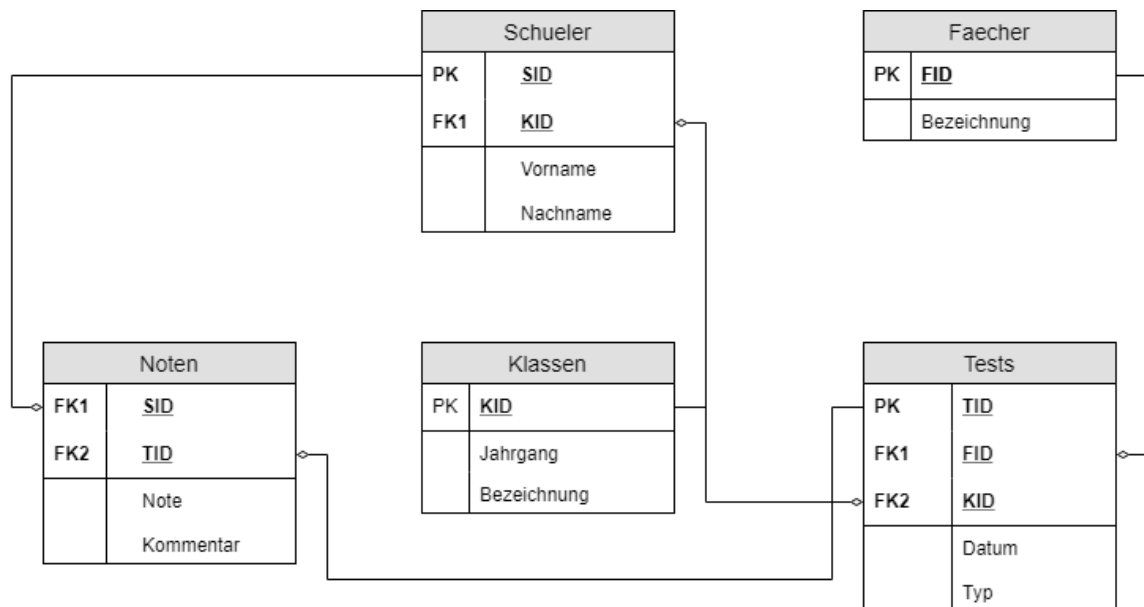 Schueler
PK SID
FK1 KID
Vorname
Nachname
Faecher
PK FID
Bezeichnung
Noten
FK1 SID
FK2 TID
Note
Kommentar
Klassen
PK KID
Jahrgang
Bezeichnung
Tests
PK TID
FK1 FID
FK2 KID
Datum
Typ